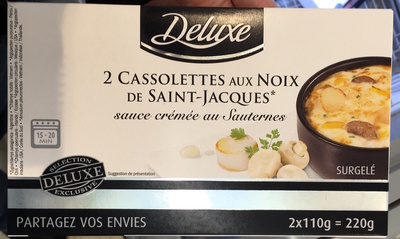 Deluxe
2 CASSOLETTES AUX NOIX
DE SAINT-JACQUES*
sauce crémée au Sauternes
15 - 20
MIN
SELECTION
DELUXE
EXCLUSIVE
Suggestion de présentation
SURGELÉ
PARTAGEZ VOS ENVIES
2x110g = 220g